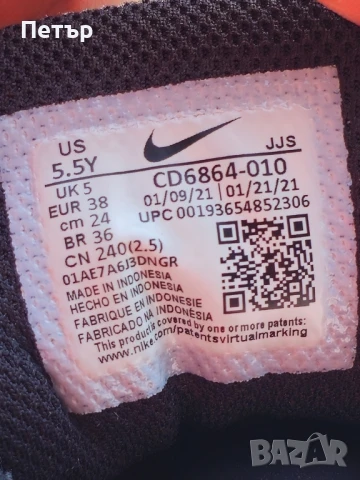 Петър
US
JJS
5.5Y
CD6864-010
UK 5
01/09/21
01/21/21
EUR 38
UPC 00193654852306
cm 24
BR 36
CN 240(2.5)
01AE7A6J3DNGR
MADE IN INDONESIA
HECHO EN INDONESIA
FABRIQUE EN INDONESIE
FABRICADO NA INDONÉSIA
This product is covered by one or more patents:
www.nike.com/patentsvirtualmarking
BAZAR